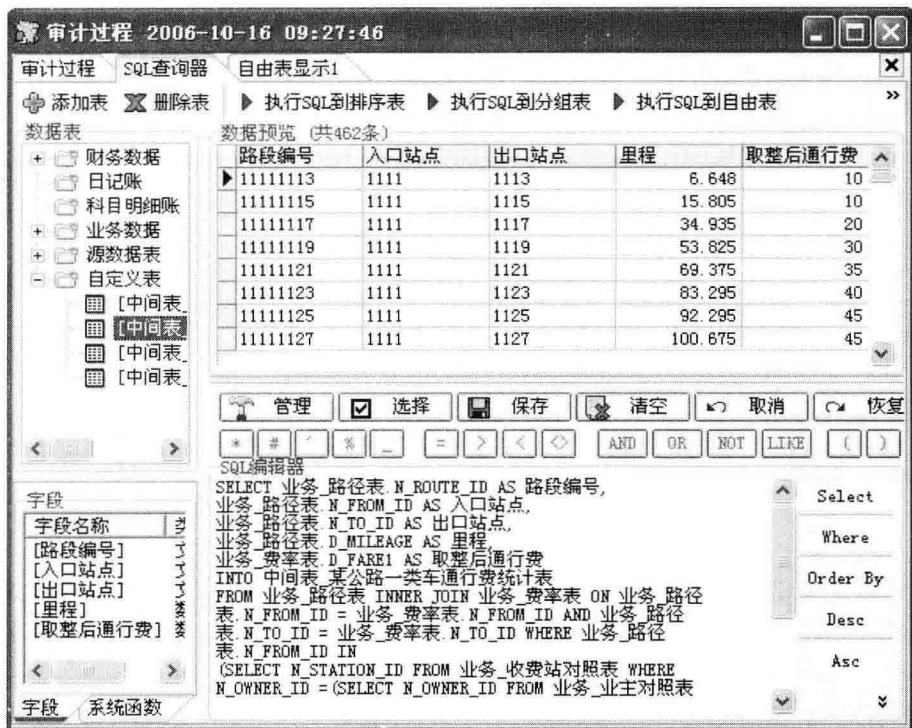 审计过程 2006-10-16 09:27:46
审计过程 SQL查询器 自由表显示1
添加表 删除表 执行SQL到排序表 执行SQL到分组表 执行SQL到自由表
数据表
财务数据
日记账
科目明细账
业务数据
源数据表
自定义表
[中间表_
[中间表
[中间表_
[中间表_
数据预览 (共462条)
路段编号 入口站点 出口站点 里程 取整后通行费
11111113 1111 1113 6.648 10
11111115 1111 1115 15.805 10
11111117 1111 1117 34.935 20
11111119 1111 1119 53.825 30
11111121 1111 1121 69.375 35
11111123 1111 1123 83.295 40
11111125 1111 1125 92.295 45
11111127 1111 1127 100.675 45
管理 选择 保存 清空 取消 恢复
* # ' % _ = > < <> AND OR NOT LIKE ( )
SQL编辑器
SELECT 业务_路径表.N_ROUTE_ID AS 路段编号,
业务_路径表.N_FROM_ID AS 入口站点,
业务_路径表.N_TO_ID AS 出口站点,
业务_路径表.D_MILEAGE AS 里程,
业务_费率表.D_FARE1 AS 取整后通行费
INTO 中间表_某公路一类车通行费统计表
FROM 业务_路径表 INNER JOIN 业务_费率表 ON 业务_路径
表.N_FROM_ID = 业务_费率表.N_FROM_ID AND 业务_路径
表.N_TO_ID = 业务_费率表.N_TO_ID WHERE 业务_路径
表.N_FROM_ID IN
(SELECT N_STATION_ID FROM 业务_收费站对照表 WHERE
N_OWNER_ID =(SELECT N_OWNER_ID FROM 业务_业主对照表
Select
Where
Order By
Desc
Asc
字段
字段名称
[路段编号]
[入口站点]
[出口站点]
[里程]
[取整后通行费]
字段 系统函数